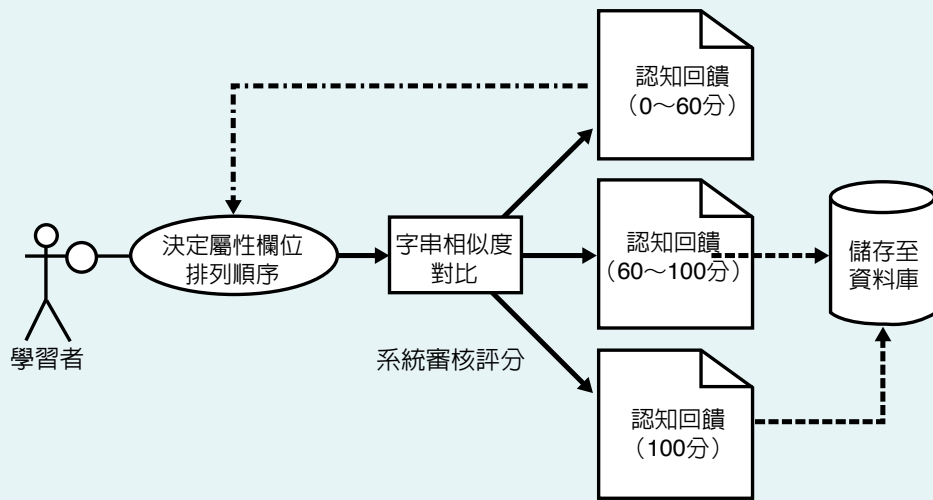 認知回饋
（0～60分）
學習者
決定屬性欄位
排列順序
字串相似度
對比
系統審核評分
認知回饋
（60～100分）
儲存至
資料庫
認知回饋
（100分）